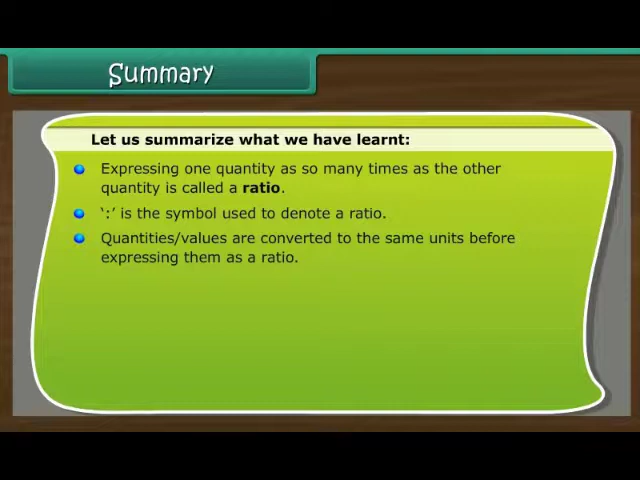 Summary
Let us summarize what we have learnt:
Expressing one quantity as so many times as the other
quantity is called a ratio.
‘:’ is the symbol used to denote a ratio.
Quantities/values are converted to the same units before
expressing them as a ratio.